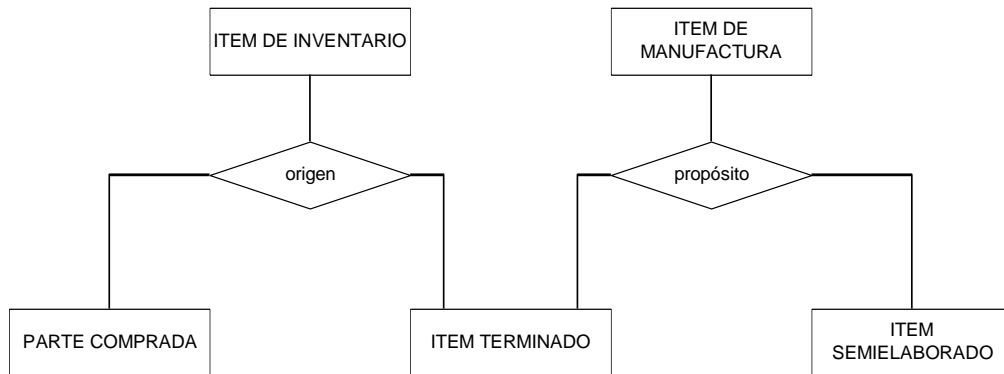 ITEM DE INVENTARIO
ITEM DE
MANUFACTURA
origen
propósito
PARTE COMPRADA
ITEM TERMINADO
ITEM
SEMIELABORADO